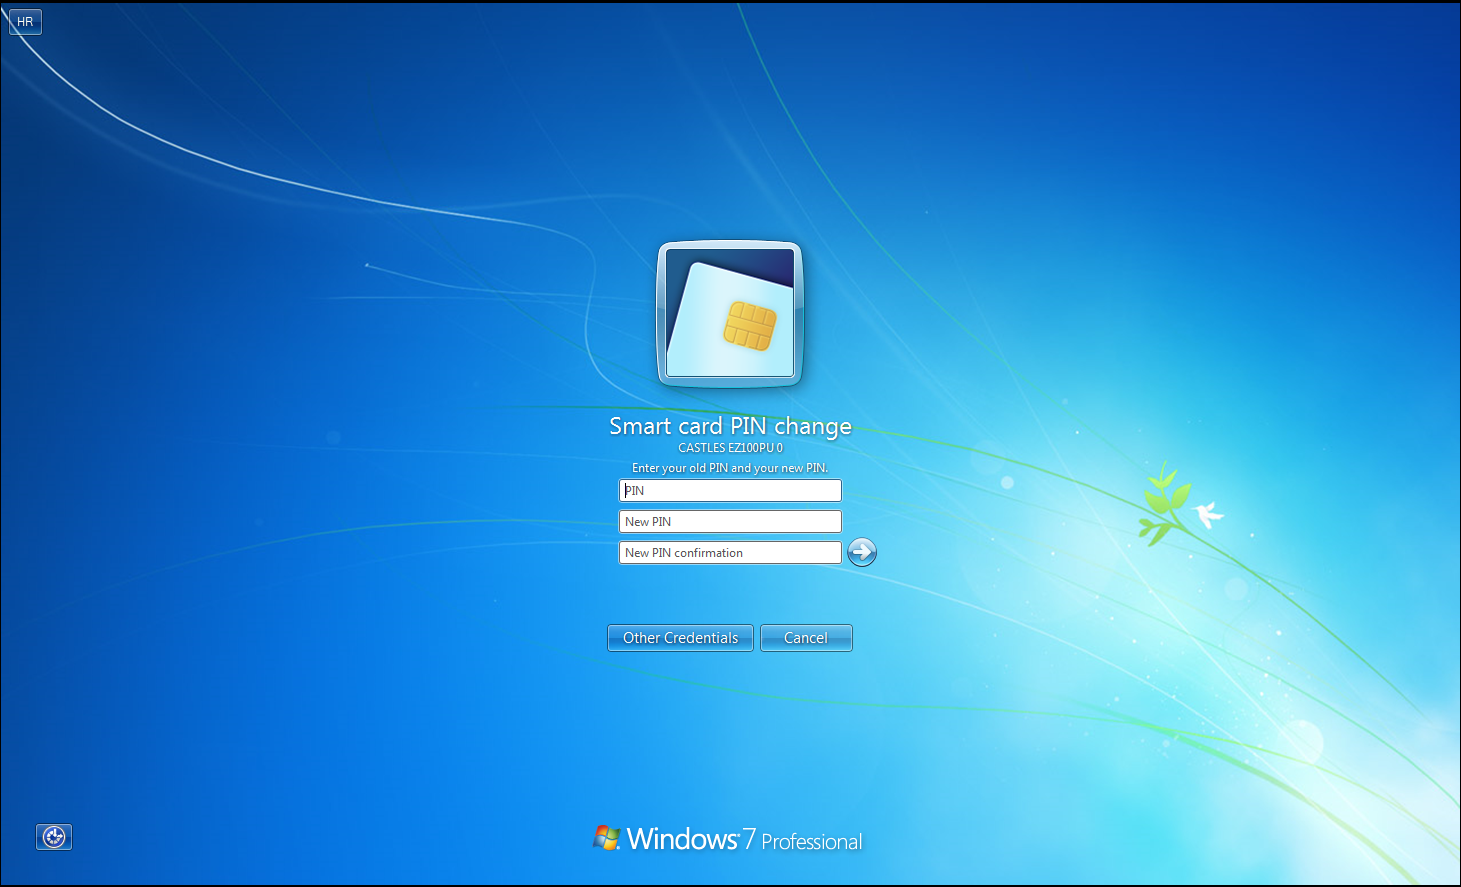 HR
Smart card PIN change
CASTLES EZ100PU 0
Enter your old PIN and your new PIN.
PIN
New PIN
New PIN confirmation
Other Credentials
Cancel
Windows 7 Professional